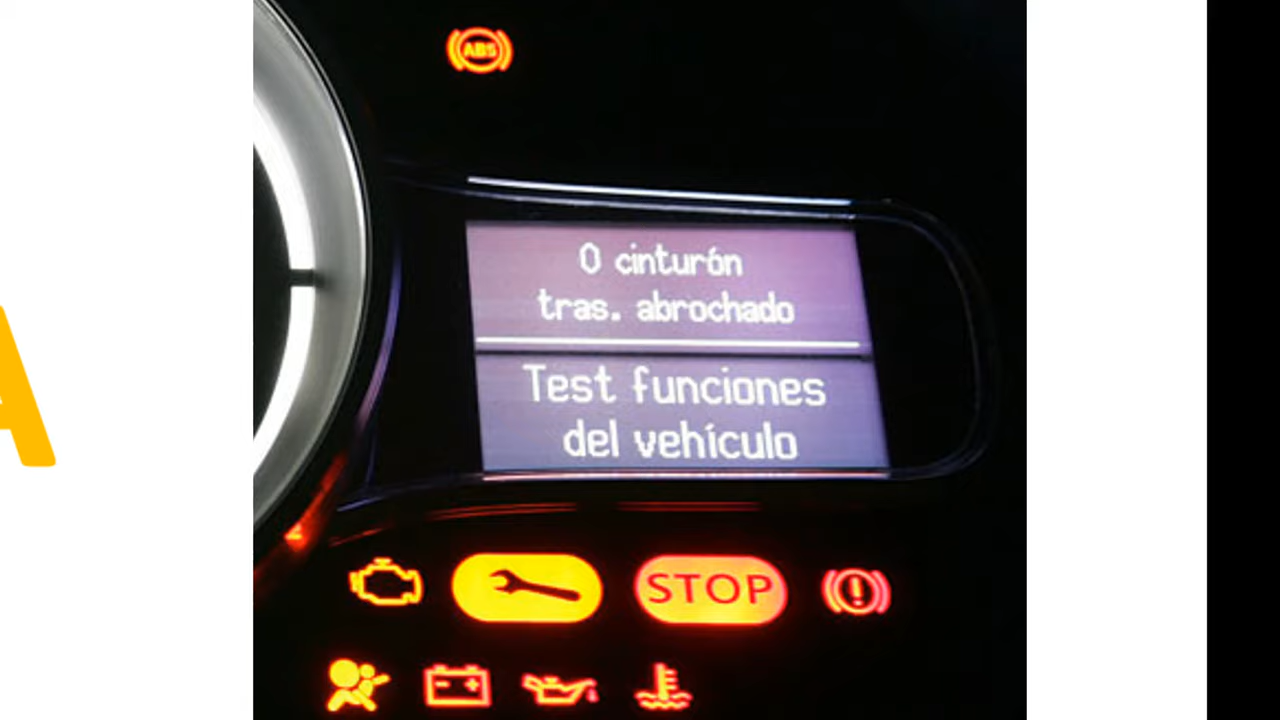 A
ABS
0 cinturón
tras. abrochado
Test funciones
del vehículo
STOP